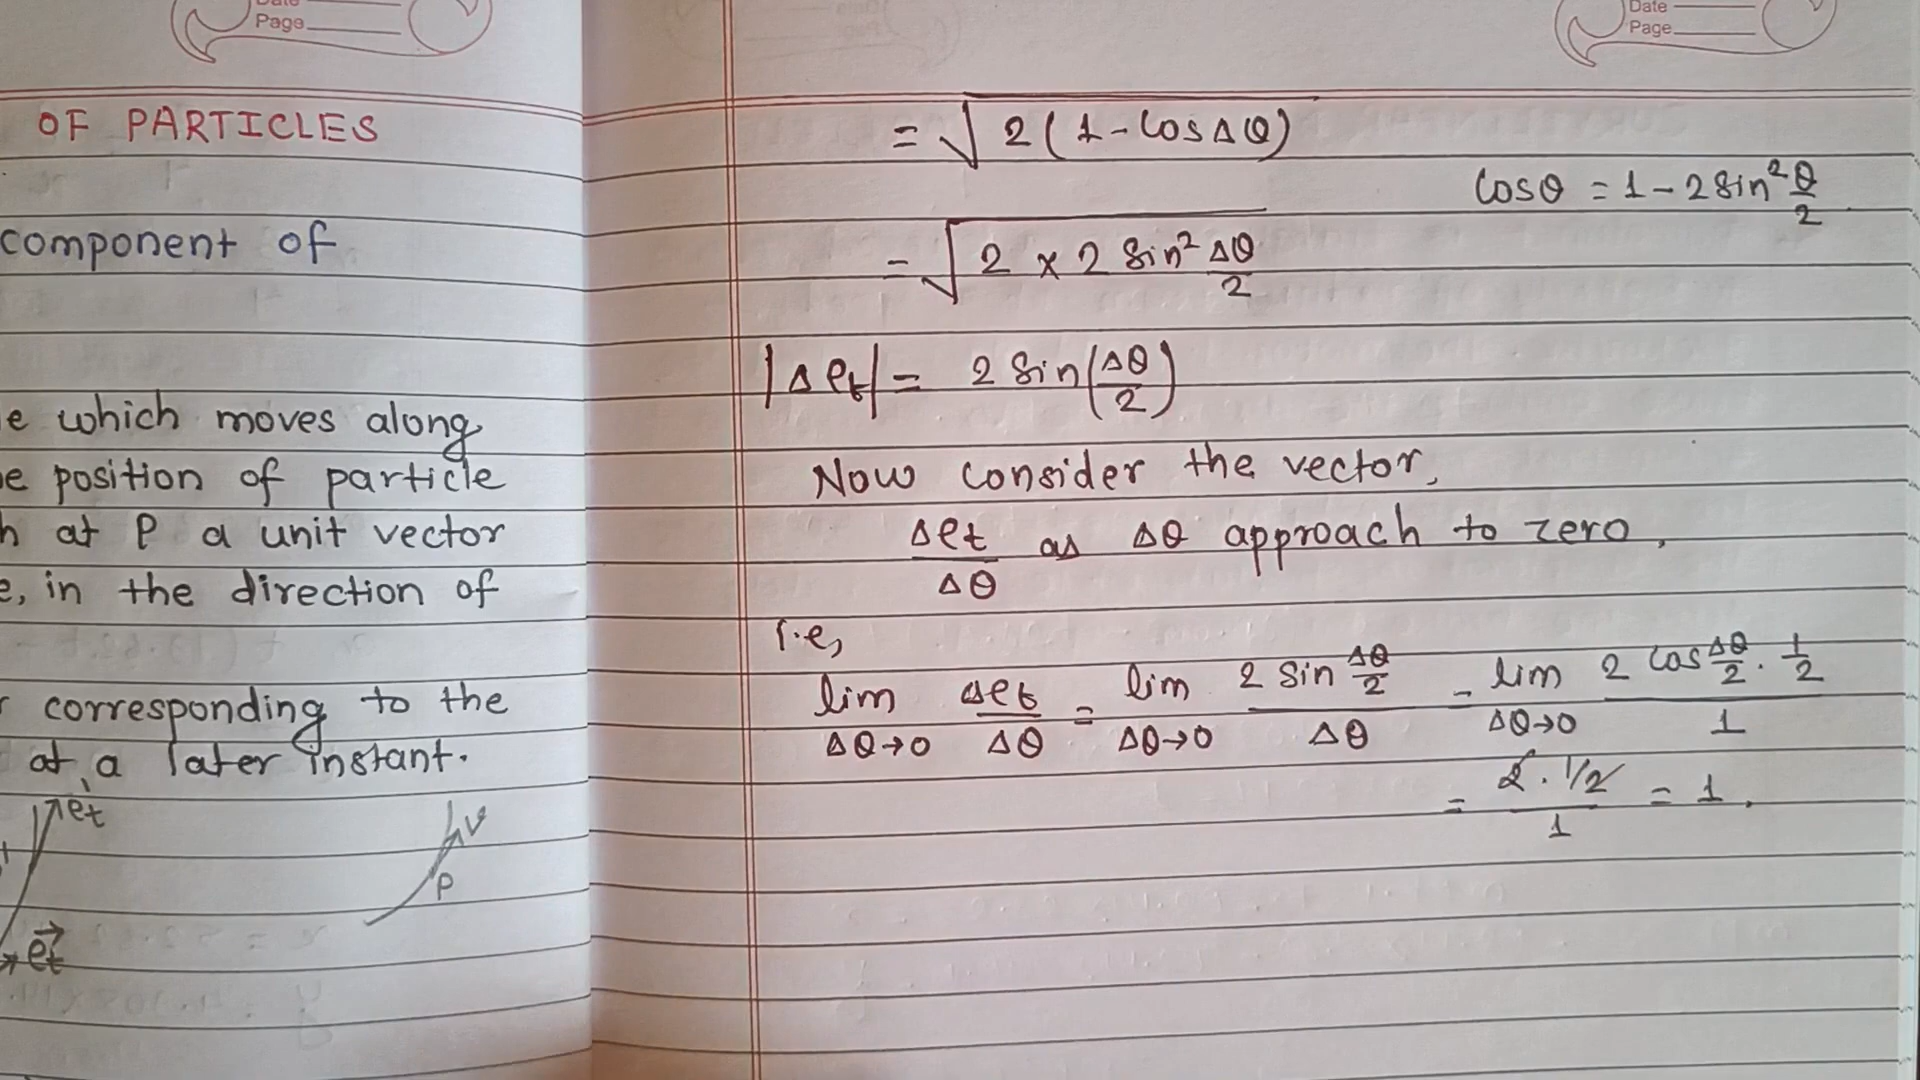 Date
Page
OF PARTICLES
component of
e which moves along
e position of particle
h at P a unit vector
e, in the direction of
corresponding to the
at a later instant.
et
v
P
et
Date
Page
= √2(1-cosΔθ)
cosθ = 1 - 2 sin² θ/2
= √2 × 2 sin² Δθ/2
|Δet| = 2 sin(Δθ/2)
Now consider the vector,
Δet/Δθ as Δθ approach to zero,
i.e,
lim Δθ→0 Δet/Δθ = lim Δθ→0 2 sin Δθ/2 / Δθ = lim Δθ→0 2 cos Δθ/2 . 1/2 / 1
= 2 . 1/2 / 1 = 1.